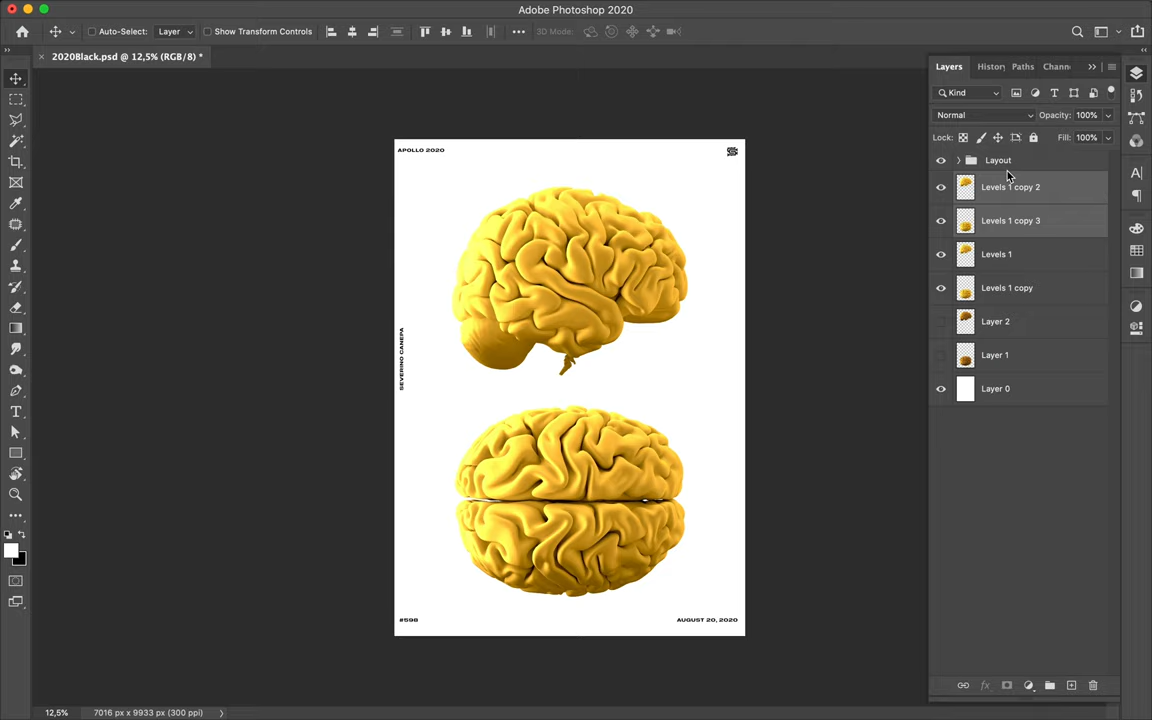 Adobe Photoshop 2020
Auto-Select: Layer Show Transform Controls 3D Mode:
2020Black.psd @ 12,5% (RGB/8) *
Layers History Paths Chann
Kind
Normal Opacity: 100%
Lock: Fill: 100%
Layout
Levels 1 copy 2
Levels 1 copy 3
Levels 1
Levels 1 copy
Layer 2
Layer 1
Layer 0
APOLLO 2020
SEVERINO CANEPA
#598 AUGUST 20, 2020
12,5% 7016 px x 9933 px (300 ppi)